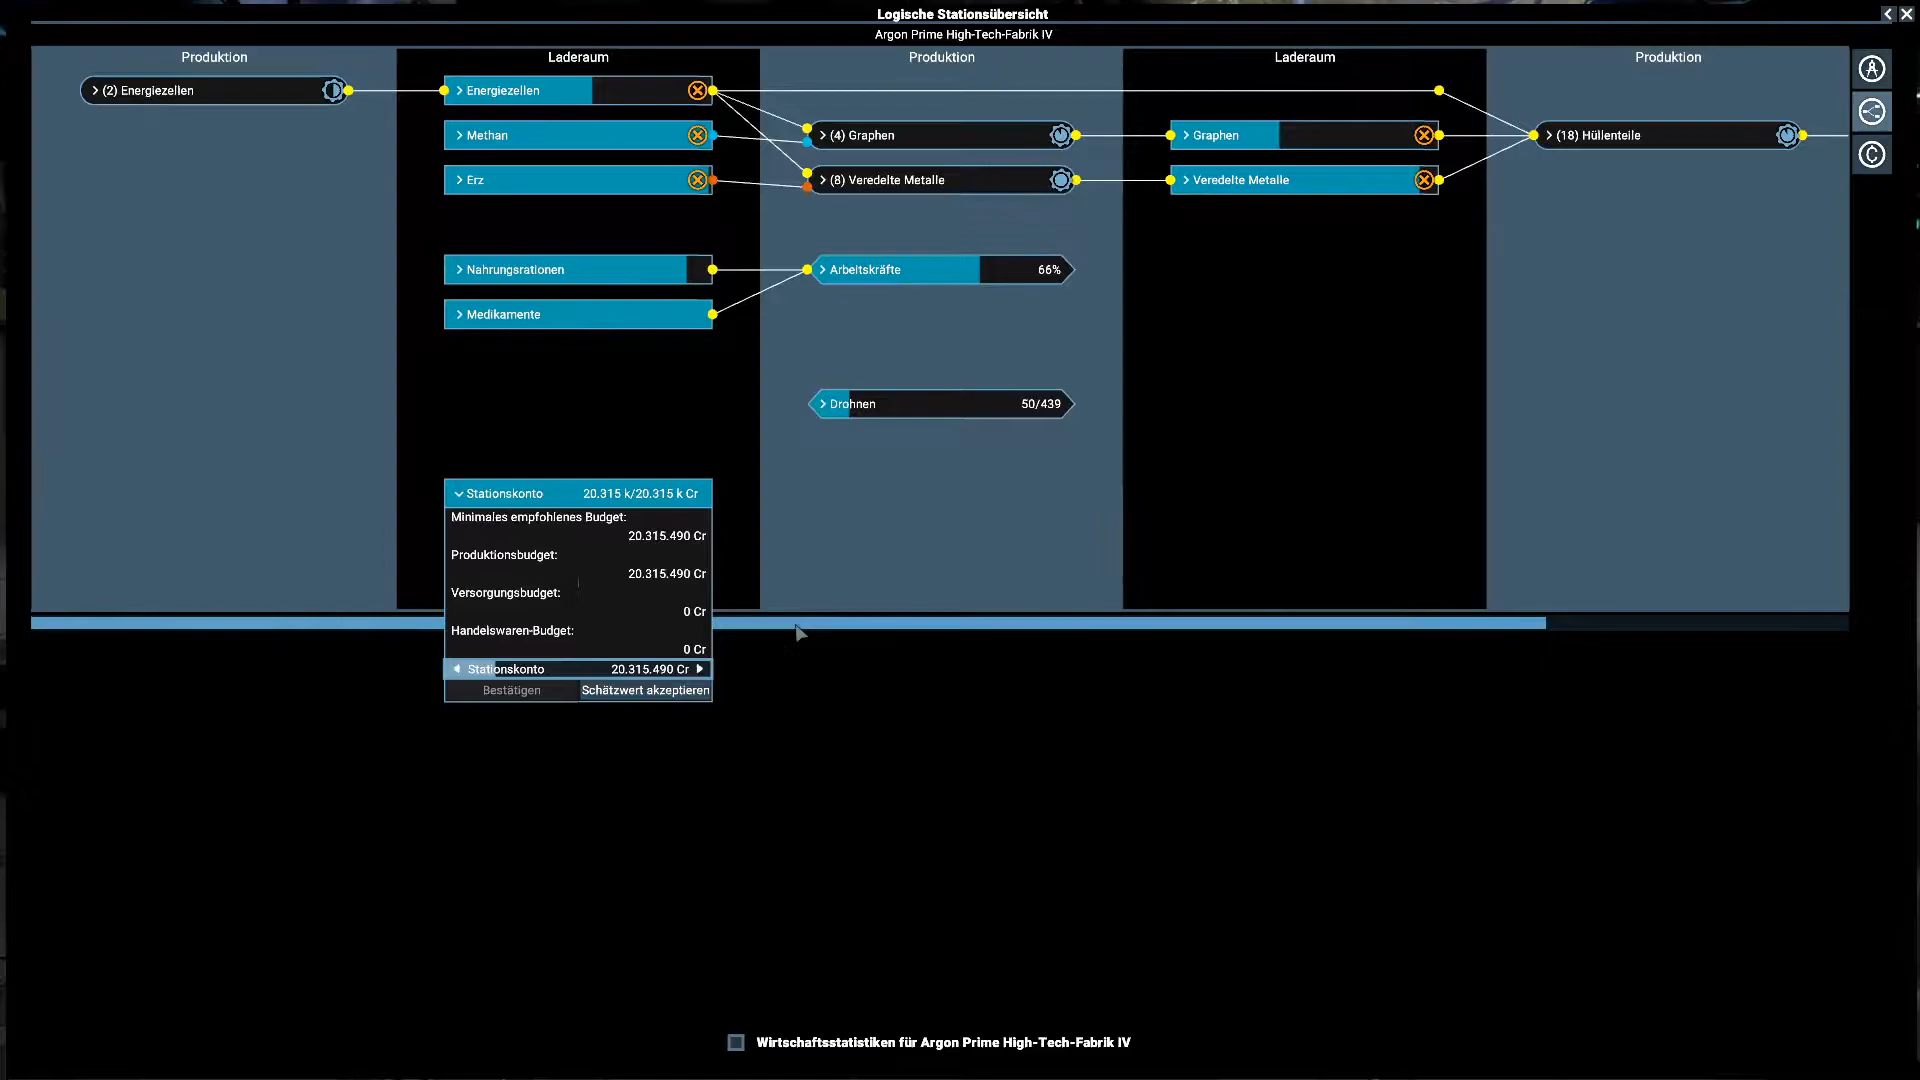 Logische Stationsübersicht
Argon Prime High-Tech-Fabrik IV
Produktion
Laderaum
Produktion
Laderaum
Produktion
(2) Energiezellen
Energiezellen
Methan
(4) Graphen
Graphen
(18) Hüllenteile
Erz
(8) Veredelte Metalle
Veredelte Metalle
Nahrungsrationen
Arbeitskräfte 66%
Medikamente
Drohnen 50/439
Stationskonto 20.315 k/20.315 k Cr
Minimales empfohlenes Budget:
20.315.490 Cr
Produktionsbudget:
20.315.490 Cr
Versorgungsbudget:
0 Cr
Handelswaren-Budget:
0 Cr
Stationskonto 20.315.490 Cr
Bestätigen Schätzwert akzeptieren
Wirtschaftsstatistiken für Argon Prime High-Tech-Fabrik IV